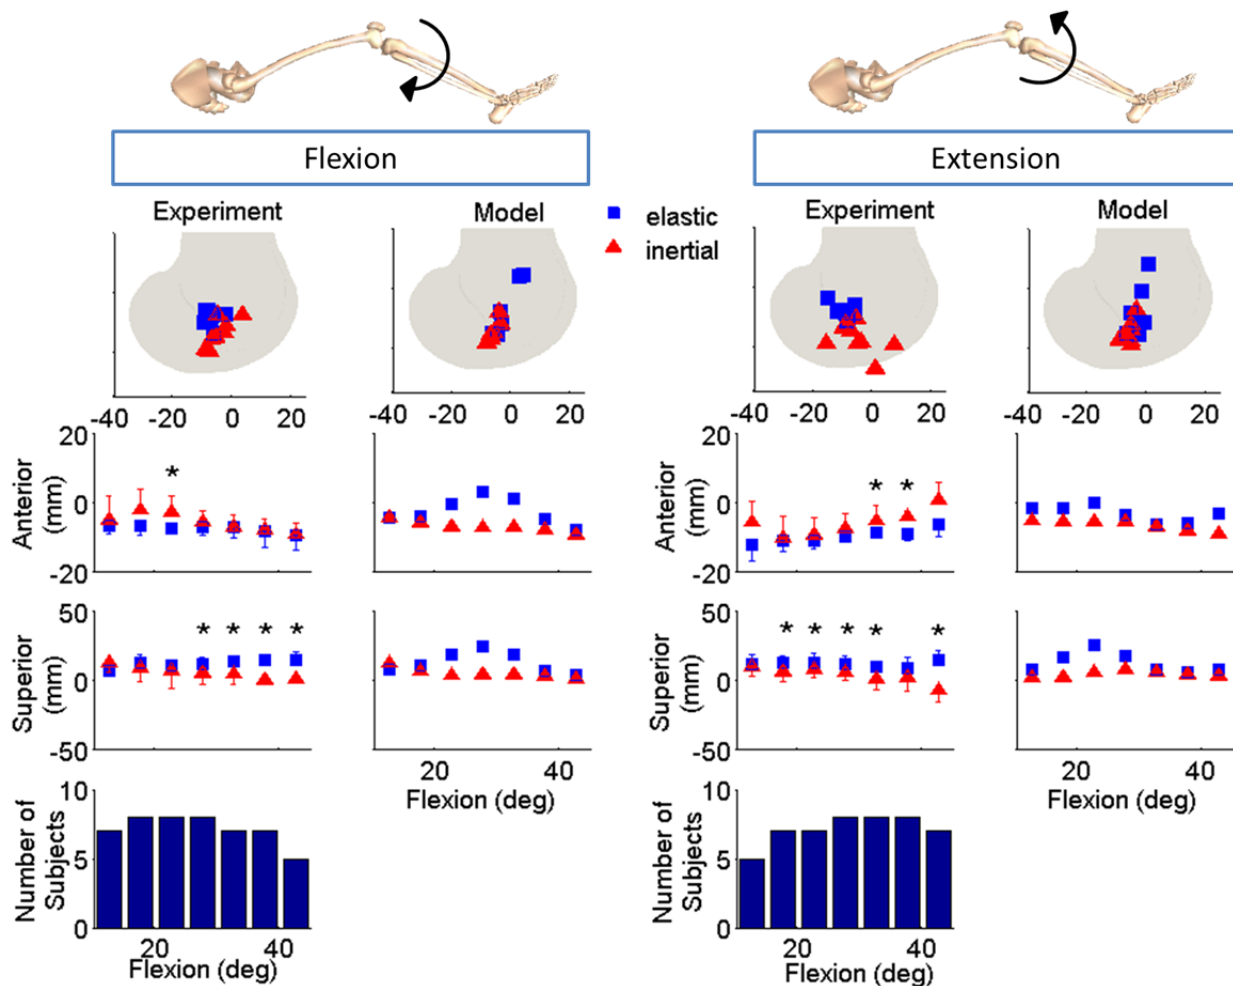 Flexion
Extension
Experiment
Model
elastic
inertial
Experiment
Model
-40 -20 0 20
-40 -20 0 20
-40 -20 0 20
-40 -20 0 20
Anterior
(mm)
20
0
-20
*
Anterior
(mm)
20
0
-20
* *
Superior
(mm)
50
0
-50
* * * *
20 40
Flexion (deg)
Superior
(mm)
50
0
-50
* * * * *
20 40
Flexion (deg)
Number of
Subjects
10
5
0
20 40
Flexion (deg)
Number of
Subjects
10
5
0
20 40
Flexion (deg)